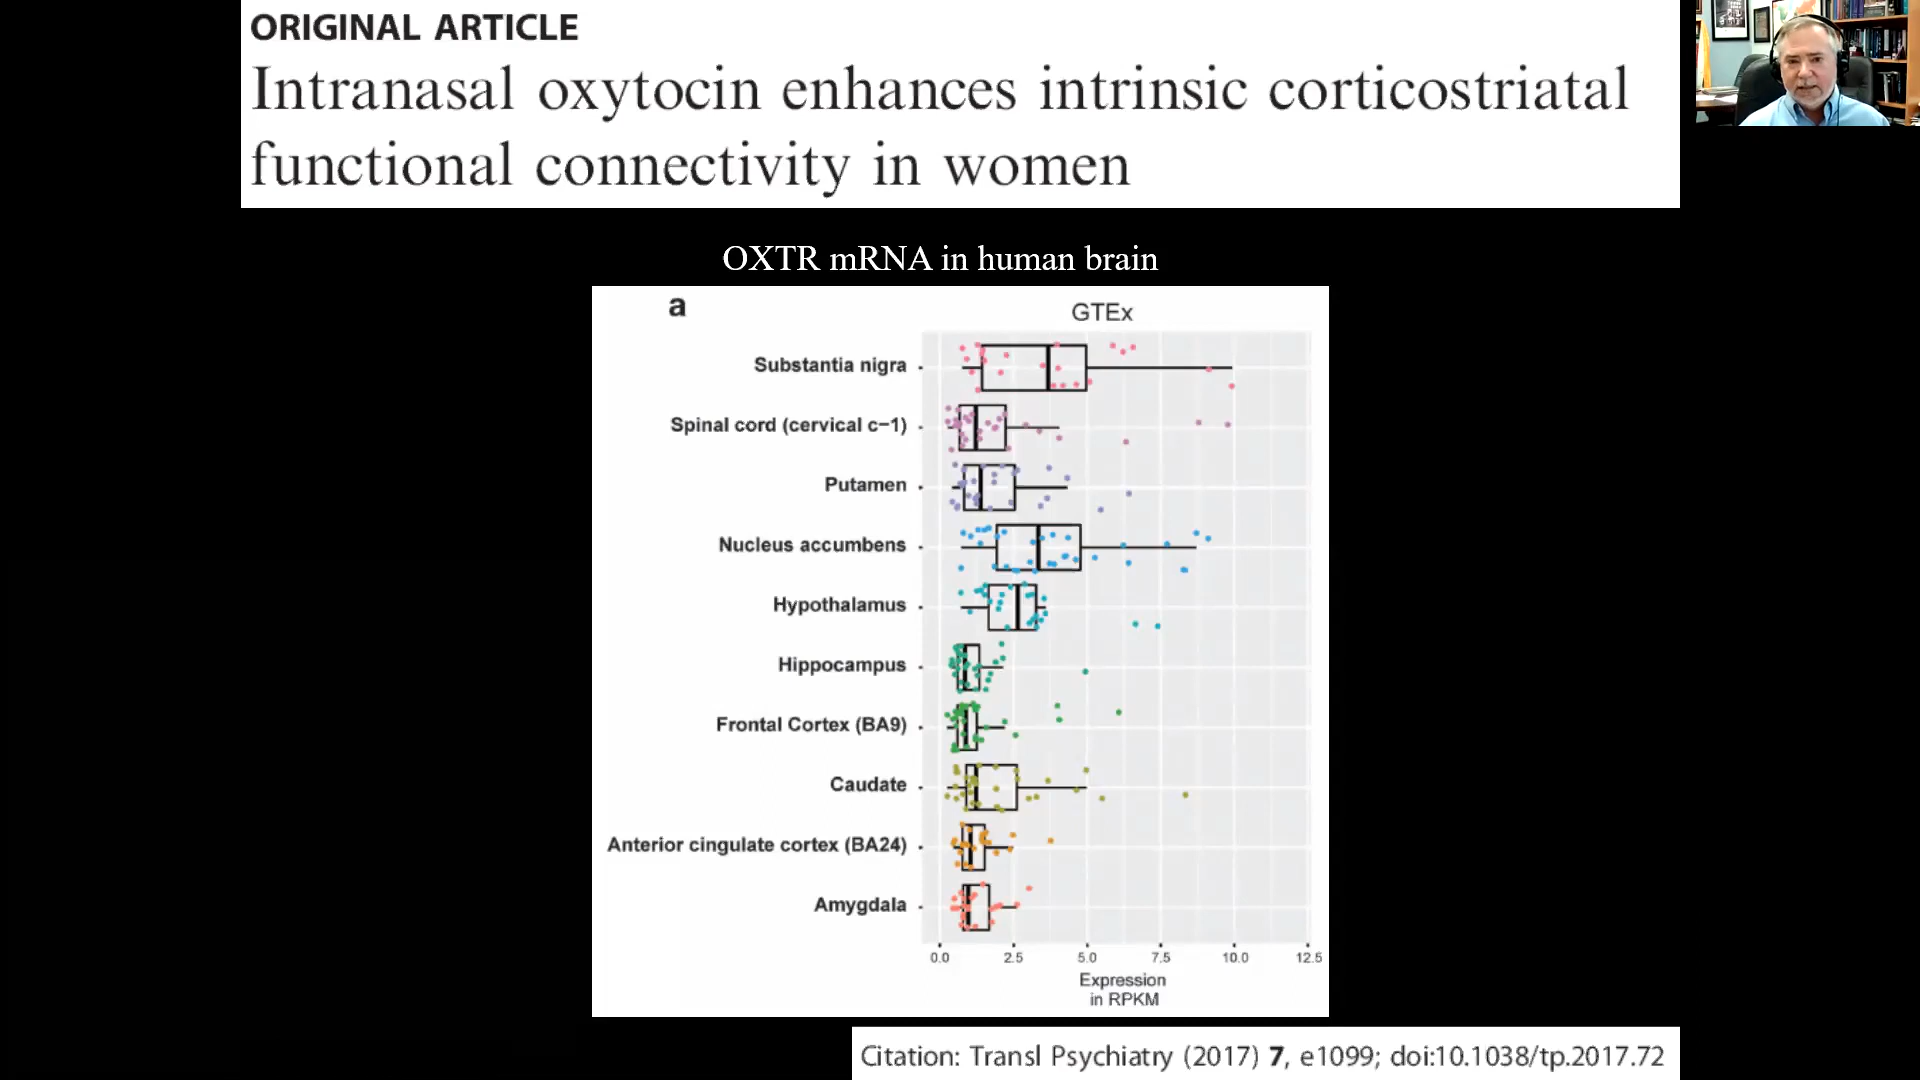 ORIGINAL ARTICLE
Intranasal oxytocin enhances intrinsic corticostriatal
functional connectivity in women
OXTR mRNA in human brain
a
GTEx
Substantia nigra
Spinal cord (cervical c−1)
Putamen
Nucleus accumbens
Hypothalamus
Hippocampus
Frontal Cortex (BA9)
Caudate
Anterior cingulate cortex (BA24)
Amygdala
0.0 2.5 5.0 7.5 10.0 12.5
Expression
in RPKM
Citation: Transl Psychiatry (2017) 7, e1099; doi:10.1038/tp.2017.72